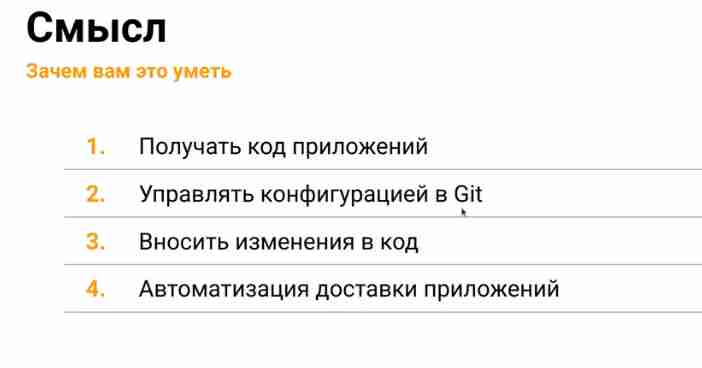 Смысл
Зачем вам это уметь
1. Получать код приложений
2. Управлять конфигурацией в Git
3. Вносить изменения в код
4. Автоматизация доставки приложений